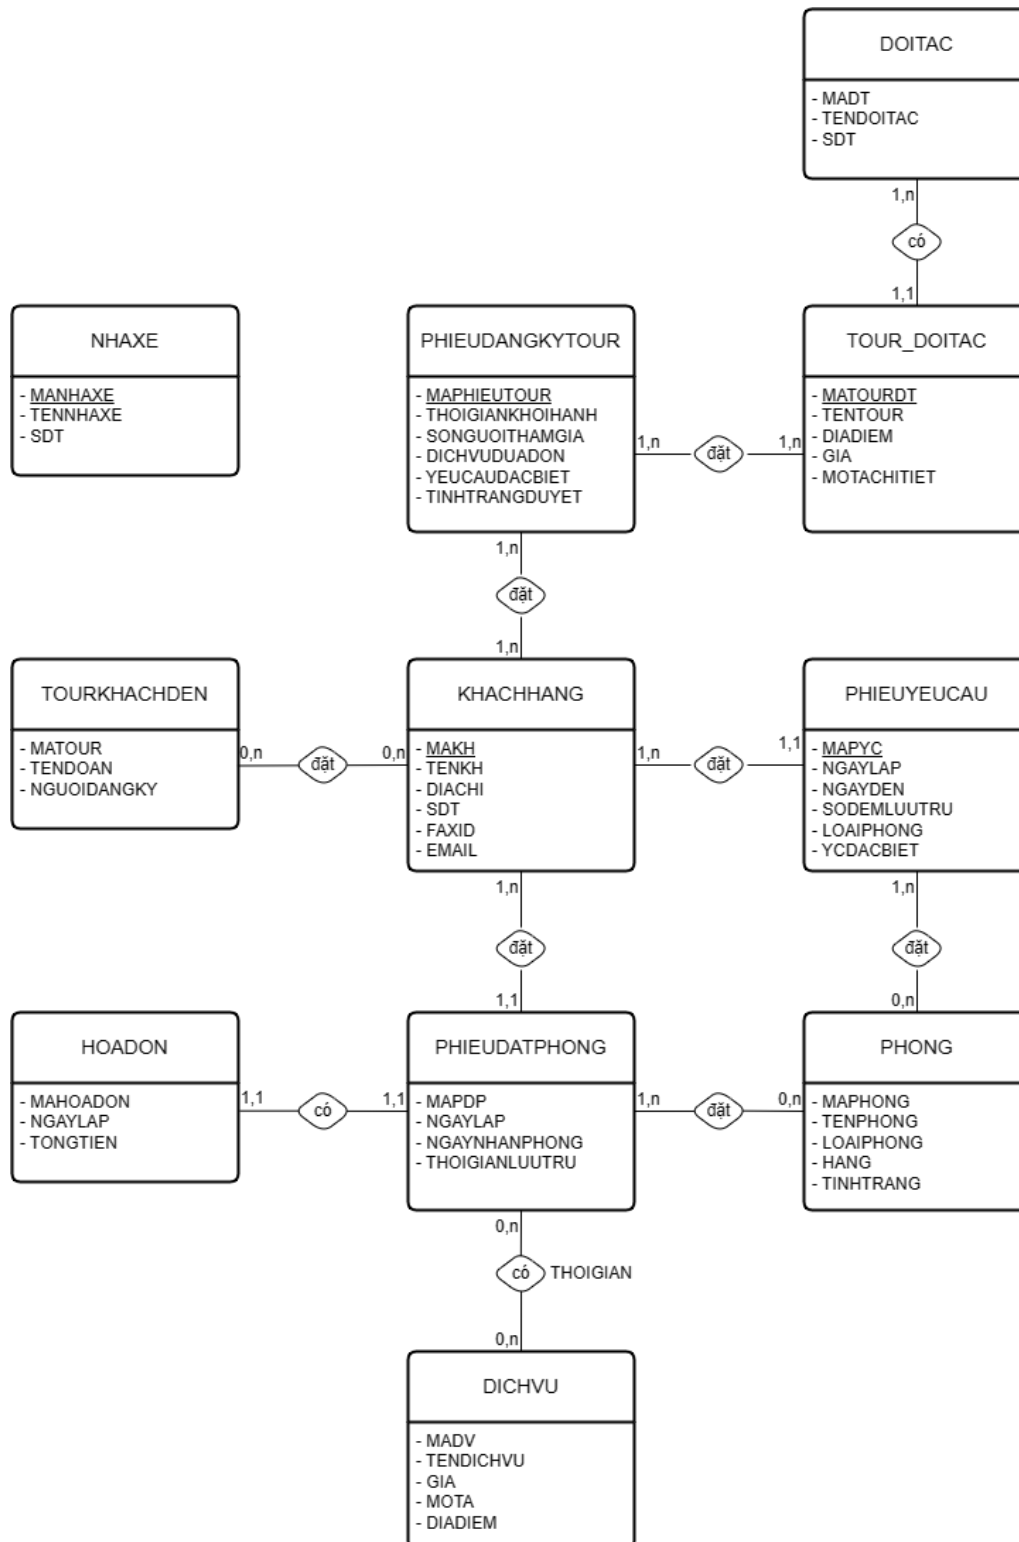 DOITAC
- MADT
- TENDOITAC
- SDT
1,n
có
1,1
NHAXE
- MANHAXE
- TENNHAXE
- SDT
PHIEUDANGKYTOUR
- MAPHIEUTOUR
- THOIGIANKHOIHANH
- SONGUOITHAMGIA
- DICHVUDUADON
- YEUCAUDACBIET
- TINHTRANGDUYET
1,n
đặt
1,n
TOUR_DOITAC
- MATOURDT
- TENTOUR
- DIADIEM
- GIA
- MOTACHITIET
1,n
đặt
1,n
TOURKHACHDEN
- MATOUR
- TENDOAN
- NGUOIDANGKY
0,n
đặt
0,n
KHACHHANG
- MAKH
- TENKH
- DIACHI
- SDT
- FAXID
- EMAIL
1,n
đặt
1,1
PHIEUYEUCAU
- MAPYC
- NGAYLAP
- NGAYDEN
- SODEMLUUTRU
- LOAIPHONG
- YCDACBIET
1,n
đặt
1,1
1,n
đặt
0,n
HOADON
- MAHOADON
- NGAYLAP
- TONGTIEN
1,1
có
1,1
PHIEUDATPHONG
- MAPDP
- NGAYLAP
- NGAYNHANPHONG
- THOIGIANLUUTRU
1,n
đặt
0,n
PHONG
- MAPHONG
- TENPHONG
- LOAIPHONG
- HANG
- TINHTRANG
0,n
có THOIGIAN
0,n
DICHVU
- MADV
- TENDICHVU
- GIA
- MOTA
- DIADIEM